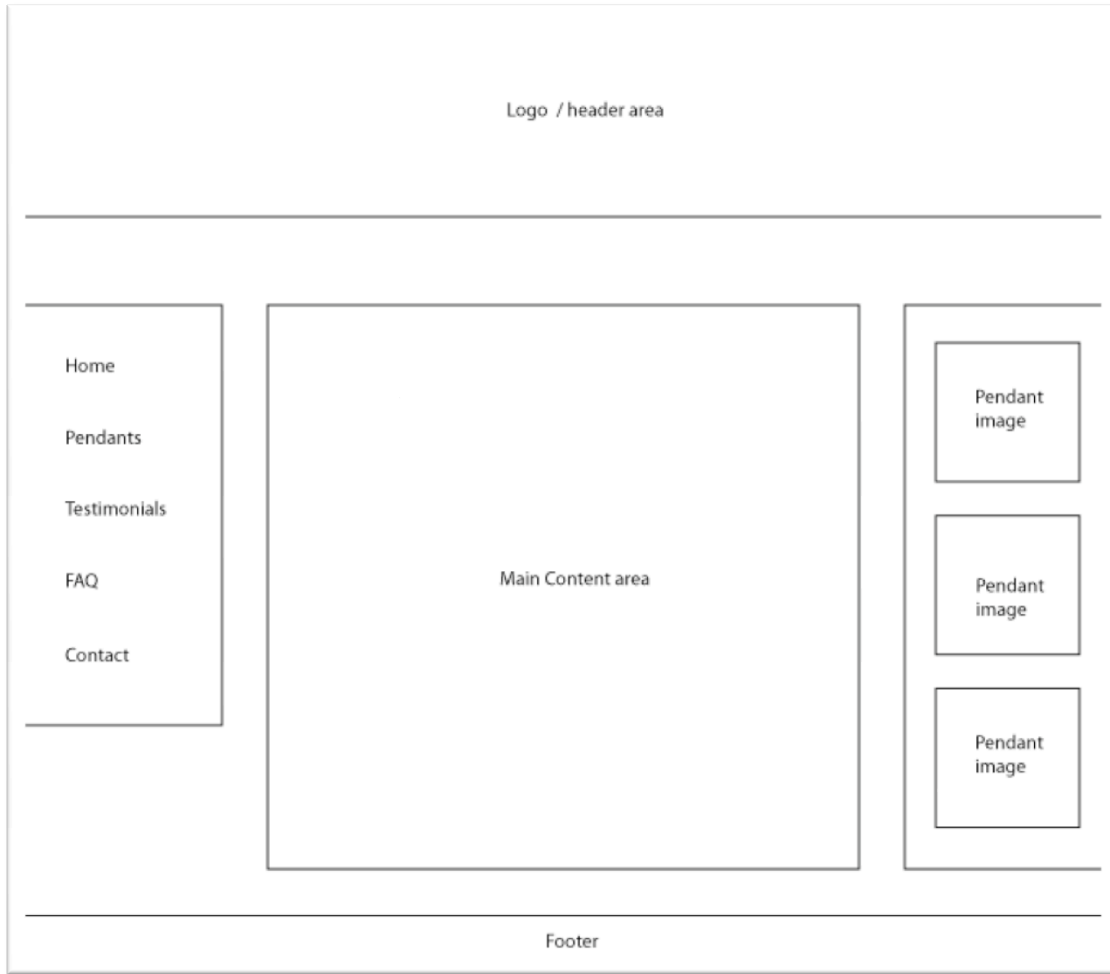 Logo / header area
Home
Pendants
Testimonials
FAQ
Contact
Main Content area
Pendant
image
Pendant
image
Pendant
image
Footer